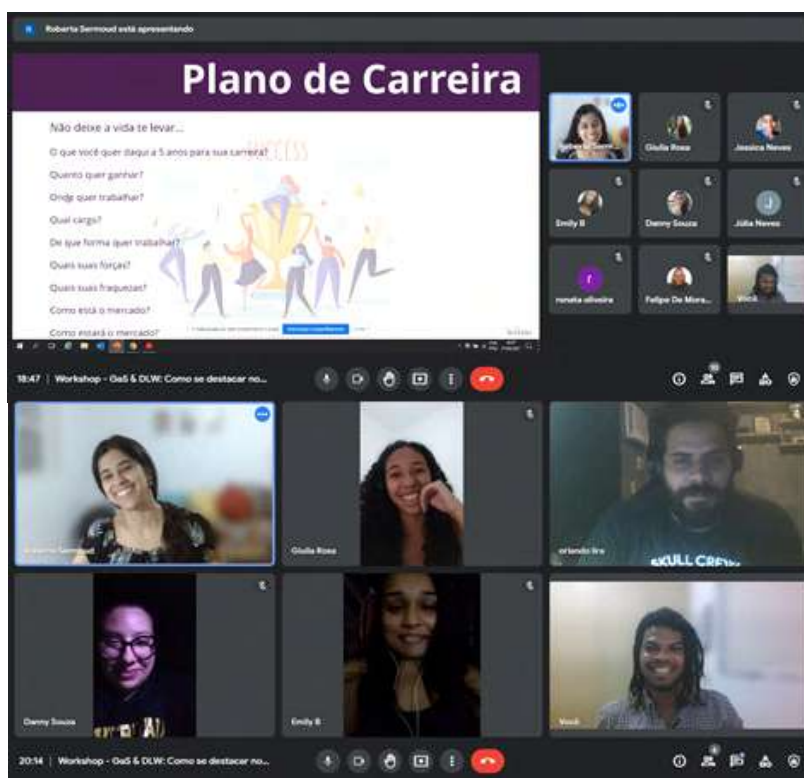 Roberta Sermoud está apresentando
Plano de Carreira
Não deixe a vida te levar...
O que você quer daqui a 5 anos para sua carreira?
SUCCESS
Quanto quer ganhar?
Onde quer trabalhar?
Qual cargo?
De que forma quer trabalhar?
Quais suas forças?
Quais suas fraquezas?
Como está o mercado?
Como estará o mercado?
Giulia Rosa
Jessica Neves
Emily B
Danny Souza
Júlia Neves
renata oliveira
Felipe De Mora...
Você
18:47 | Workshop - GaS & DLW: Como se destacar no...
Roberta Sermoud
Giulia Rosa
orlando lira
SKULL
Danny Souza
Emily B
Você
20:14 | Workshop - GaS & DLW: Como se destacar no...